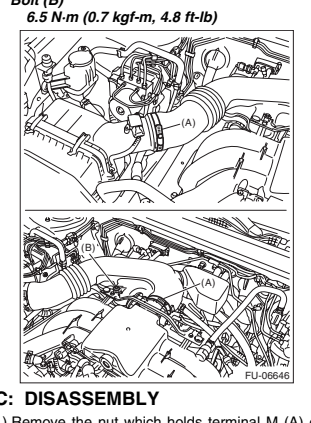 Bolt (B)
6.5 N·m (0.7 kgf-m, 4.8 ft-lb)
(A)
(B)
(A)
FU-06646
C: DISASSEMBLY
) Remove the nut which holds terminal M (A)